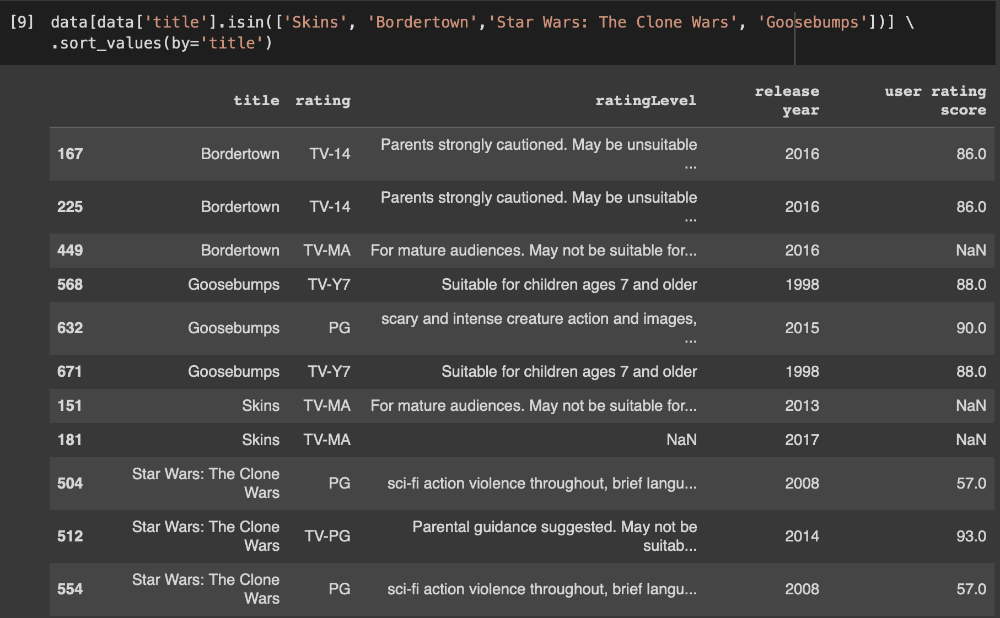 [9] data[data['title'].isin(['Skins', 'Bordertown','Star Wars: The Clone Wars', 'Goosebumps'])] \
.sort_values(by='title')
title rating ratingLevel release year user rating score
167 Bordertown TV-14 Parents strongly cautioned. May be unsuitable ... 2016 86.0
225 Bordertown TV-14 Parents strongly cautioned. May be unsuitable ... 2016 86.0
449 Bordertown TV-MA For mature audiences. May not be suitable for... 2016 NaN
568 Goosebumps TV-Y7 Suitable for children ages 7 and older 1998 88.0
632 Goosebumps PG scary and intense creature action and images, ... 2015 90.0
671 Goosebumps TV-Y7 Suitable for children ages 7 and older 1998 88.0
151 Skins TV-MA For mature audiences. May not be suitable for... 2013 NaN
181 Skins TV-MA NaN 2017 NaN
504 Star Wars: The Clone Wars PG sci-fi action violence throughout, brief langu... 2008 57.0
512 Star Wars: The Clone Wars TV-PG Parental guidance suggested. May not be suitab... 2014 93.0
554 Star Wars: The Clone Wars PG sci-fi action violence throughout, brief langu... 2008 57.0